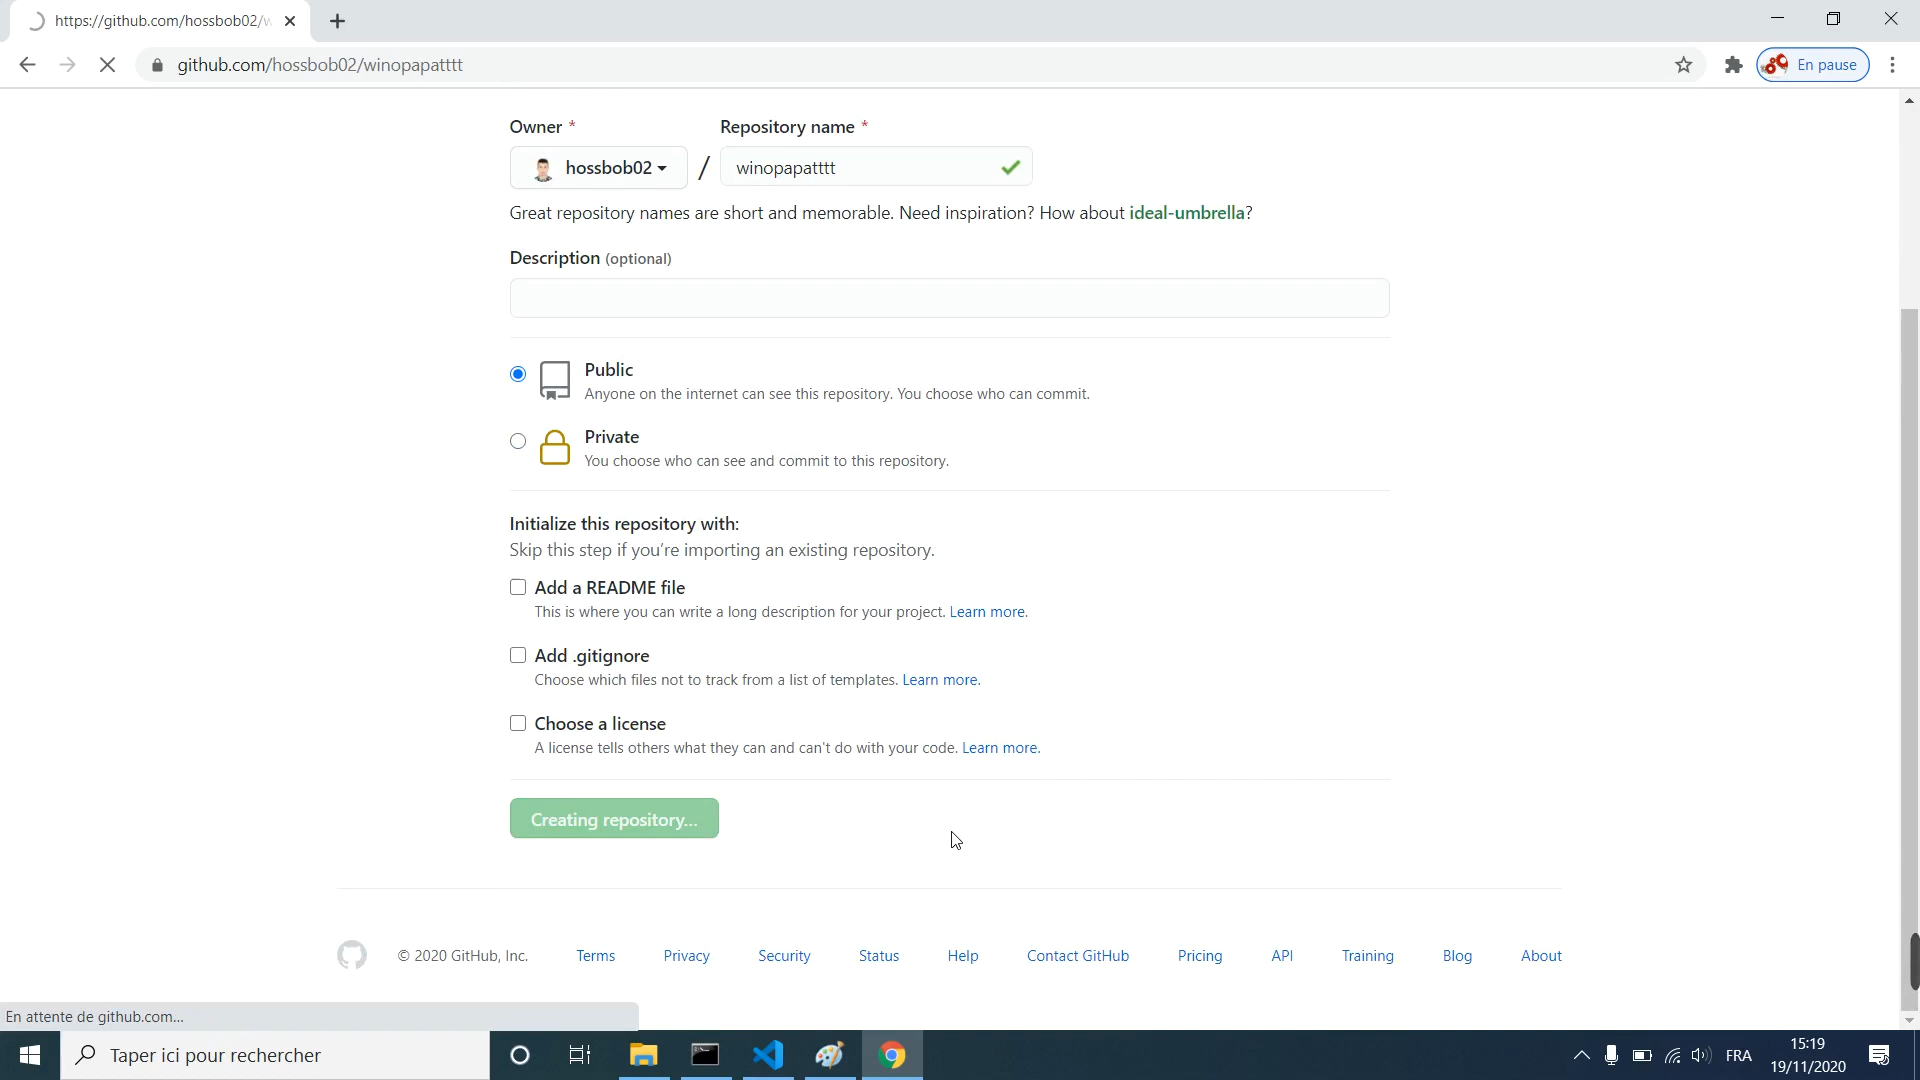 https://github.com/hossbob02/w
github.com/hossbob02/winopapatttt
En pause
Owner *
Repository name *
hossbob02
/
winopapatttt
Great repository names are short and memorable. Need inspiration? How about ideal-umbrella?
Description (optional)
Public
Anyone on the internet can see this repository. You choose who can commit.
Private
You choose who can see and commit to this repository.
Initialize this repository with:
Skip this step if you're importing an existing repository.
Add a README file
This is where you can write a long description for your project. Learn more.
Add .gitignore
Choose which files not to track from a list of templates. Learn more.
Choose a license
A license tells others what they can and can't do with your code. Learn more.
Creating repository...
© 2020 GitHub, Inc.
Terms
Privacy
Security
Status
Help
Contact GitHub
Pricing
API
Training
Blog
About
En attente de github.com...
Taper ici pour rechercher
FRA
15:19
19/11/2020